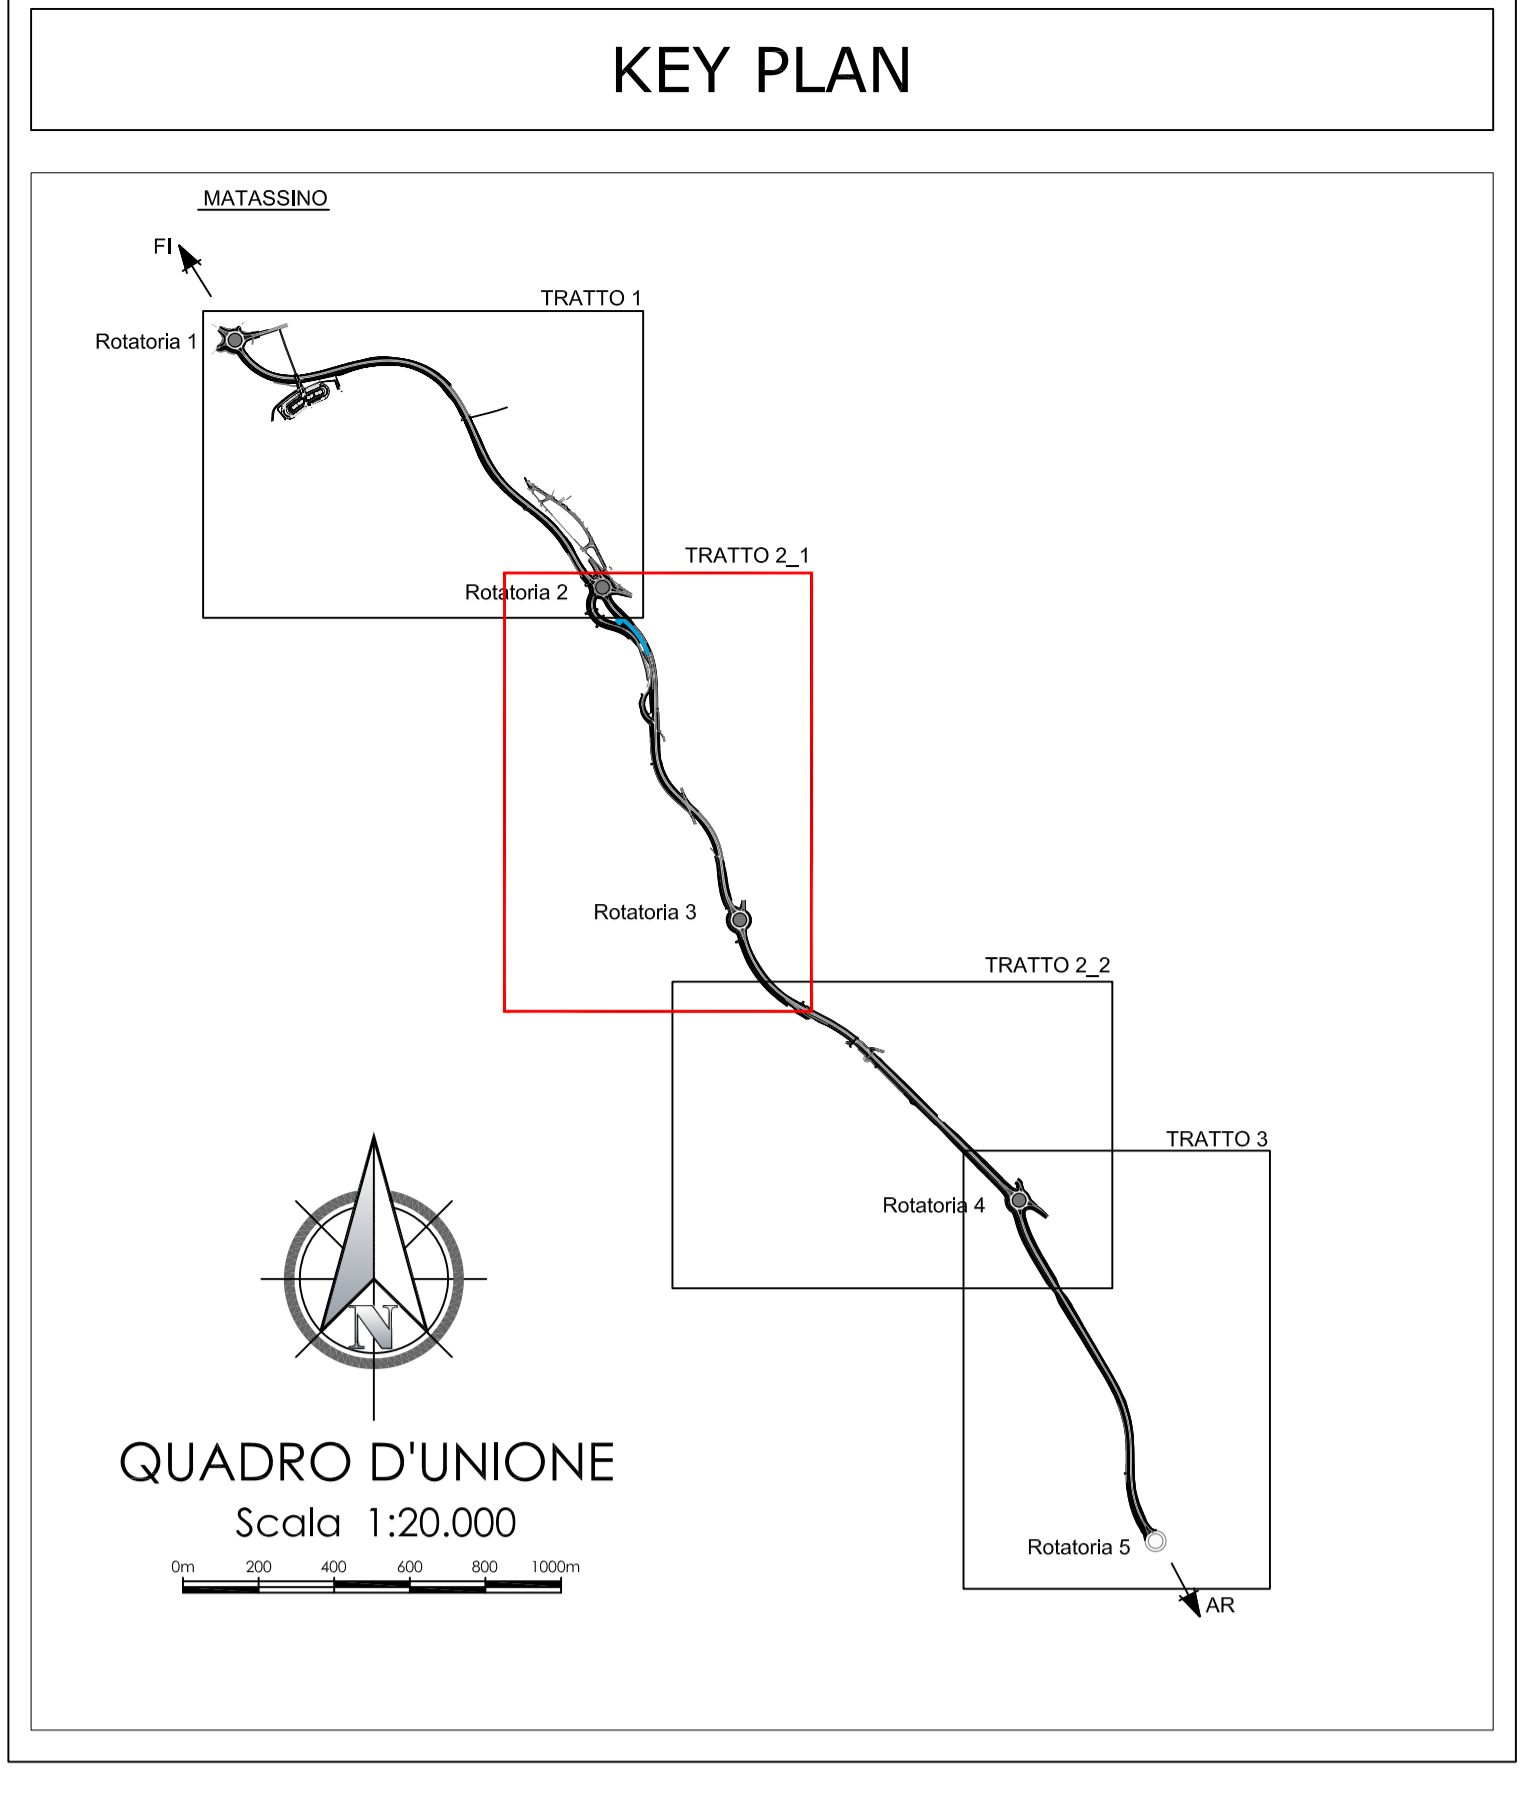 KEY PLAN
MATASSINO
FI
TRATTO 1
Rotatoria 1
TRATTO 2_1
Rotatoria 2
Rotatoria 3
TRATTO 2_2
TRATTO 3
Rotatoria 4
N
QUADRO D'UNIONE
Scala 1:20.000
0m 200 400 600 800 1000m
Rotatoria 5
AR